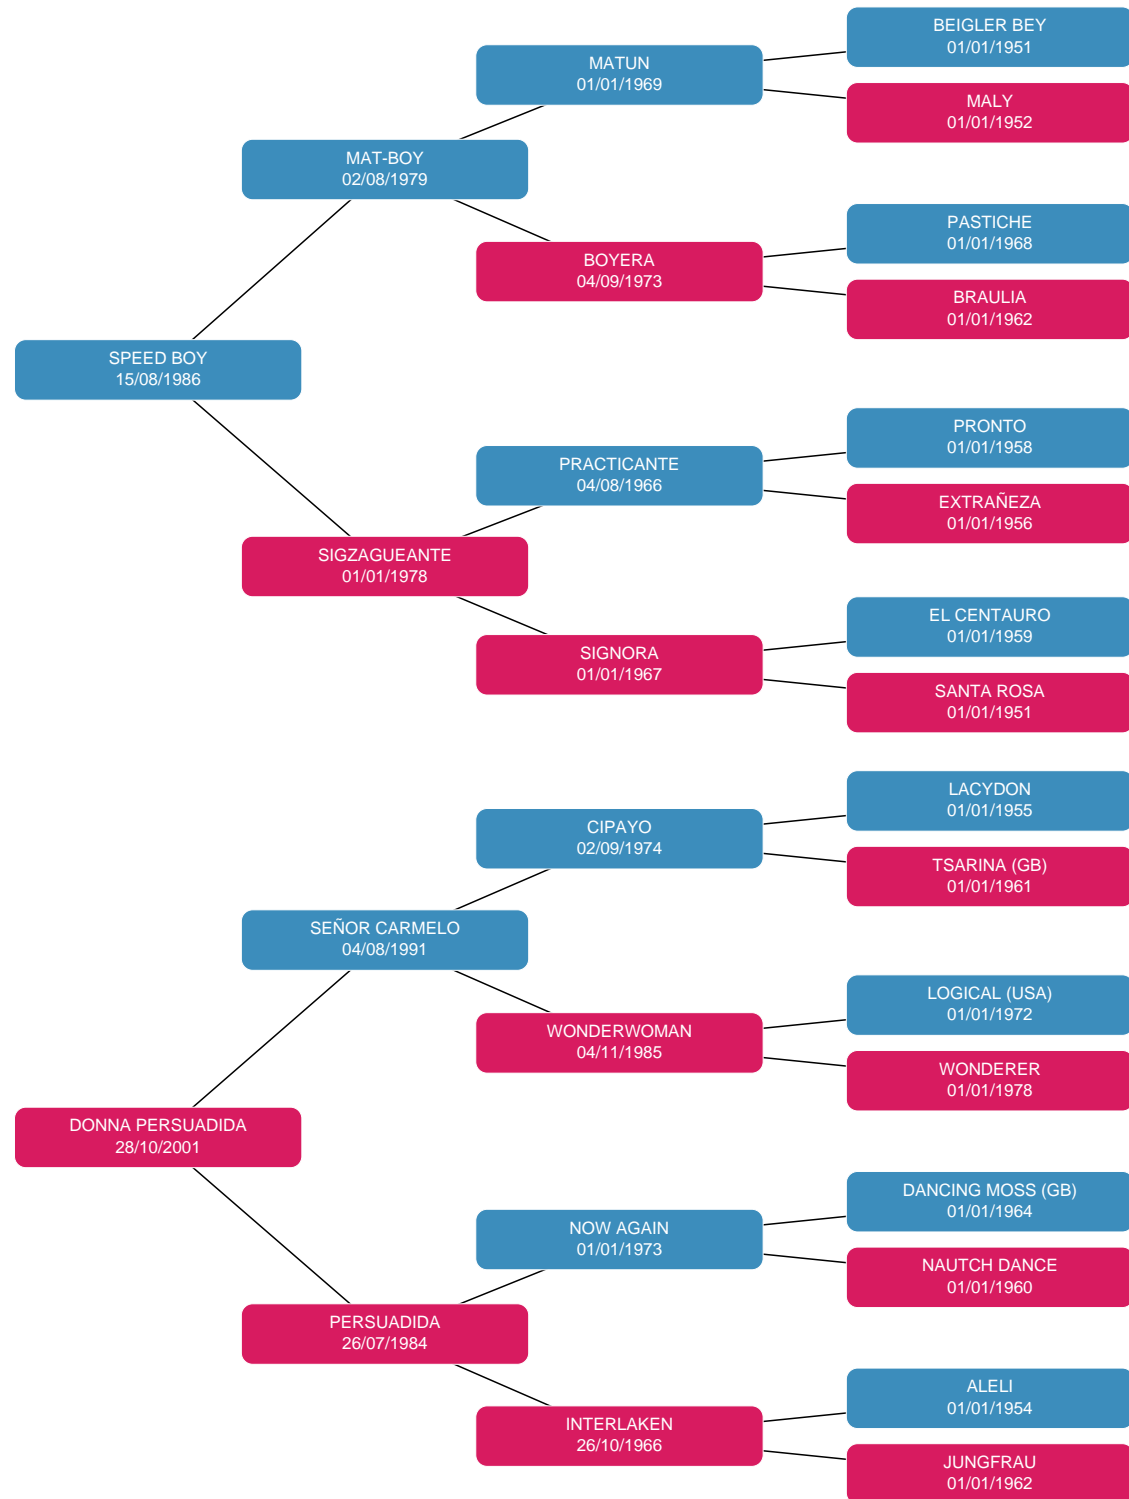 BEIGLER BEY
01/01/1951
MATUN
01/01/1969
MALY
01/01/1952
MAT-BOY
02/08/1979
PASTICHE
01/01/1968
BOYERA
04/09/1973
BRAULIA
01/01/1962
SPEED BOY
15/08/1986
PRONTO
01/01/1958
PRACTICANTE
04/08/1966
EXTRAÑEZA
01/01/1956
SIGZAGUEANTE
01/01/1978
EL CENTAURO
01/01/1959
SIGNORA
01/01/1967
SANTA ROSA
01/01/1951
LACYDON
01/01/1955
CIPAYO
02/09/1974
TSARINA (GB)
01/01/1961
SEÑOR CARMELO
04/08/1991
LOGICAL (USA)
01/01/1972
WONDERWOMAN
04/11/1985
WONDERER
01/01/1978
DONNA PERSUADIDA
28/10/2001
DANCING MOSS (GB)
01/01/1964
NOW AGAIN
01/01/1973
NAUTCH DANCE
01/01/1960
PERSUADIDA
26/07/1984
ALELI
01/01/1954
INTERLAKEN
26/10/1966
JUNGFRAU
01/01/1962